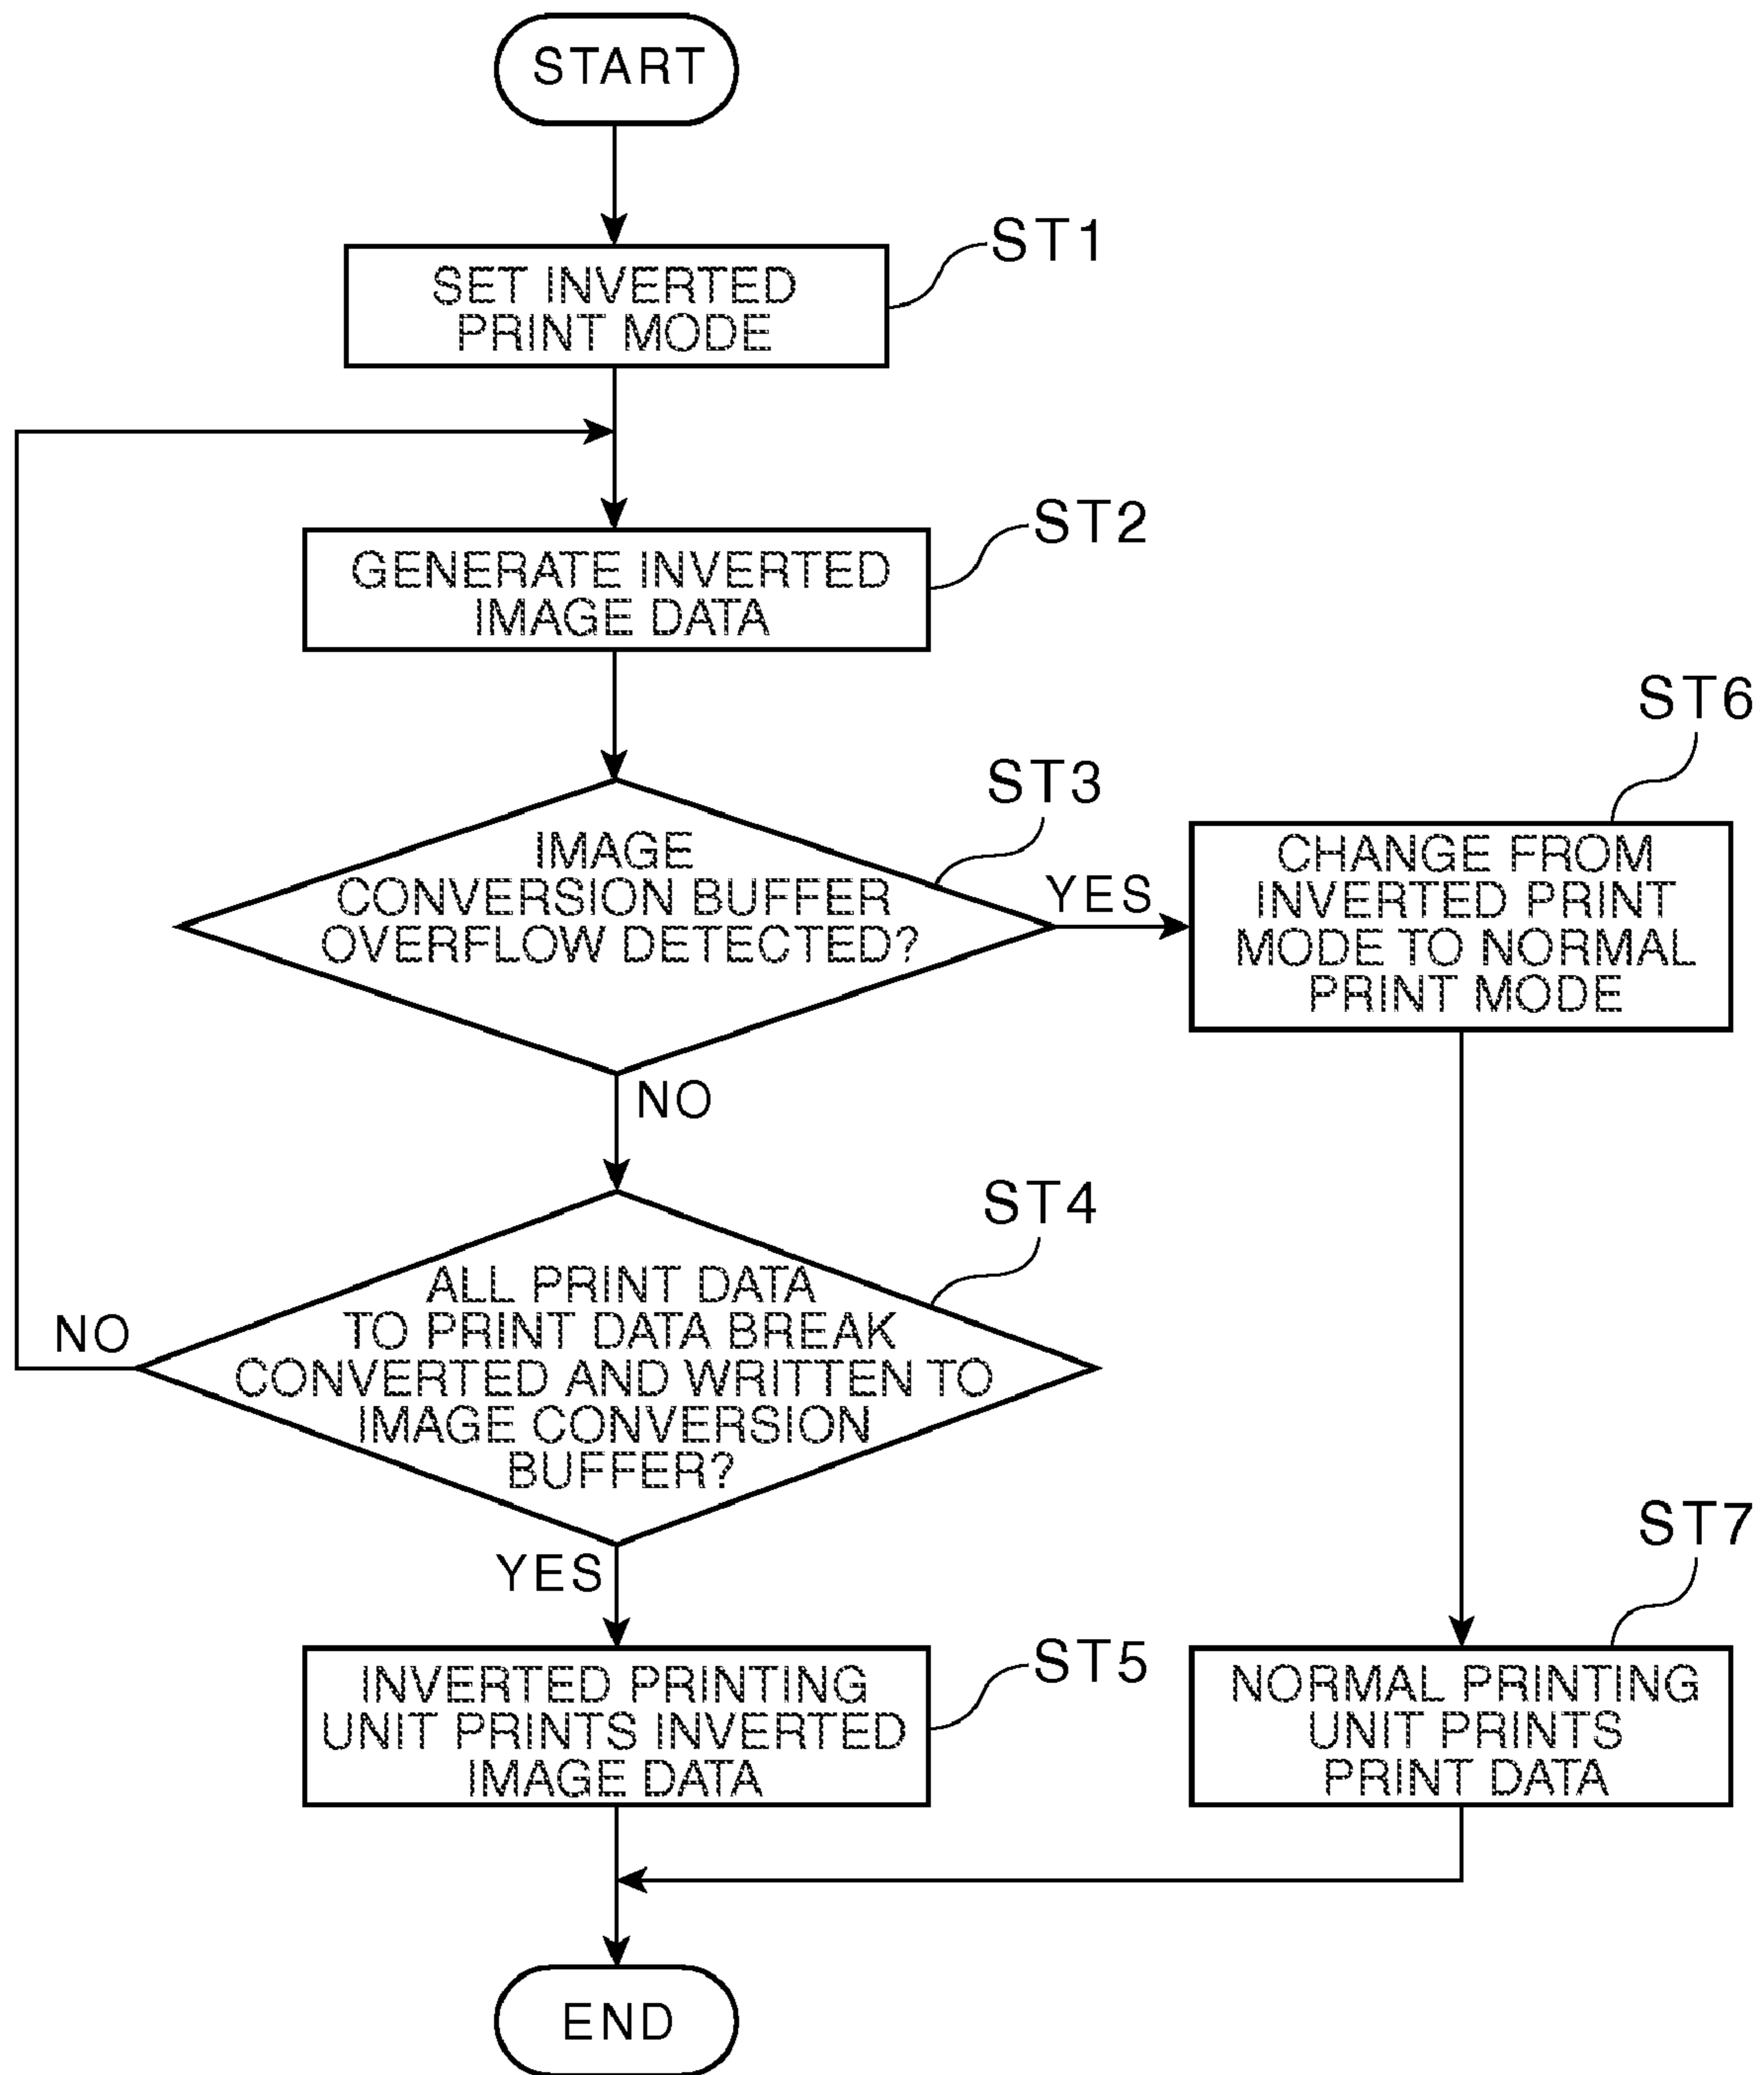 START
ST1
SET INVERTED
PRINT MODE
ST2
GENERATE INVERTED
IMAGE DATA
ST3
IMAGE
CONVERSION BUFFER
OVERFLOW DETECTED?
YES
NO
ST6
CHANGE FROM
INVERTED PRINT
MODE TO NORMAL
PRINT MODE
ST4
ALL PRINT DATA
TO PRINT DATA BREAK
CONVERTED AND WRITTEN TO
IMAGE CONVERSION
BUFFER?
NO
YES
ST5
INVERTED PRINTING
UNIT PRINTS INVERTED
IMAGE DATA
ST7
NORMAL PRINTING
UNIT PRINTS
PRINT DATA
END